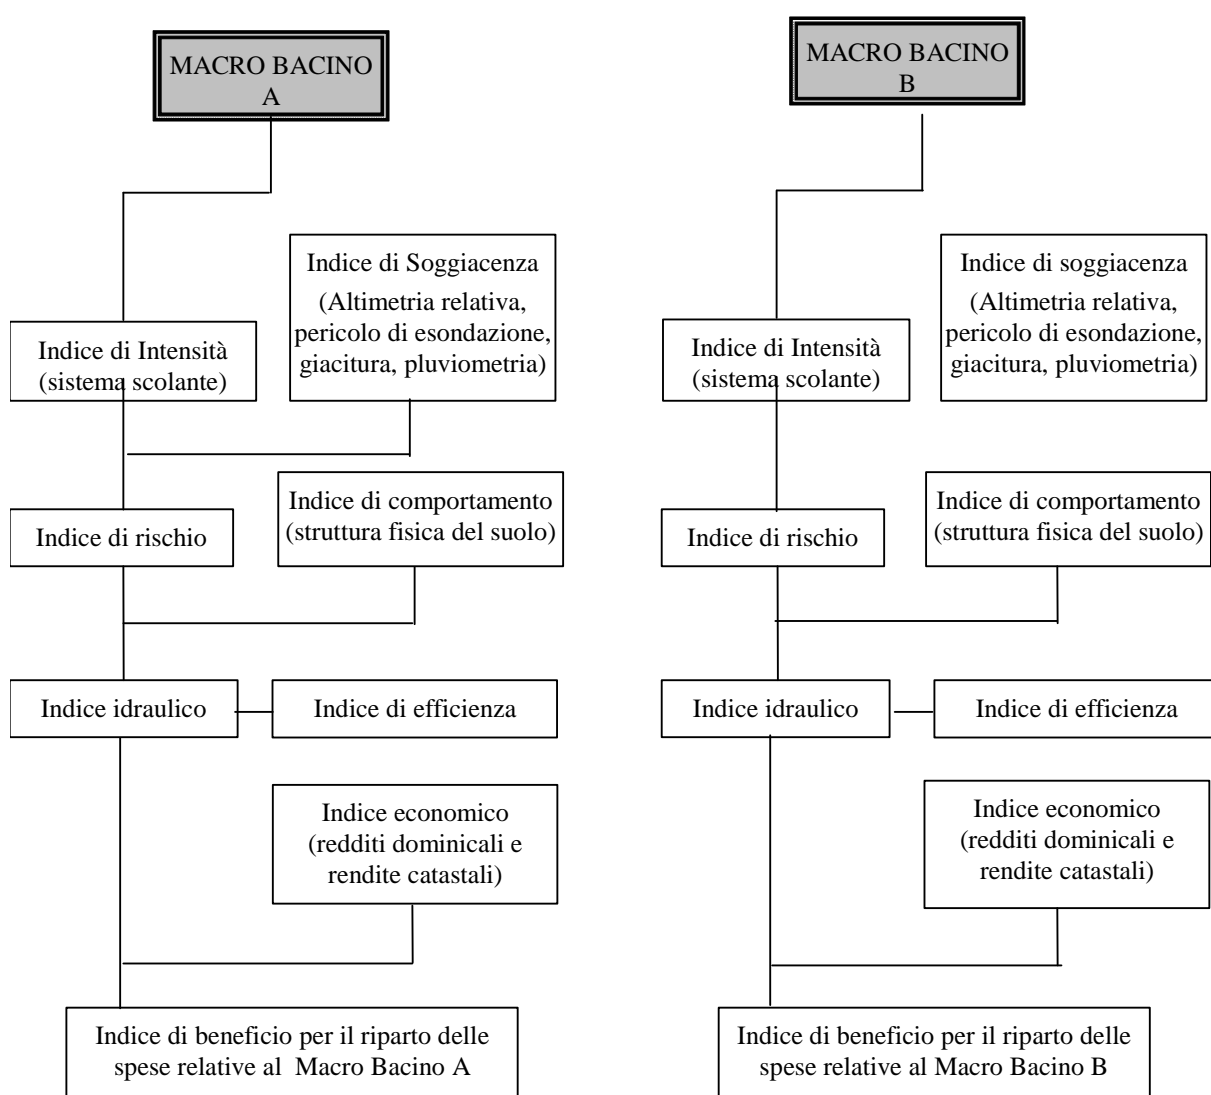 MACRO BACINO
A
Indice di Soggiacenza
(Altimetria relativa,
pericolo di esondazione,
giacitura, pluviometria)
Indice di Intensità
(sistema scolante)
Indice di comportamento
(struttura fisica del suolo)
Indice di rischio
Indice idraulico
Indice di efficienza
Indice economico
(redditi dominicali e
rendite catastali)
Indice di beneficio per il riparto delle
spese relative al Macro Bacino A
MACRO BACINO
B
Indice di soggiacenza
(Altimetria relativa,
pericolo di esondazione,
giacitura, pluviometria)
Indice di Intensità
(sistema scolante)
Indice di comportamento
(struttura fisica del suolo)
Indice di rischio
Indice idraulico
Indice di efficienza
Indice economico
(redditi dominicali e
rendite catastali)
Indice di beneficio per il riparto delle
spese relative al Macro Bacino B